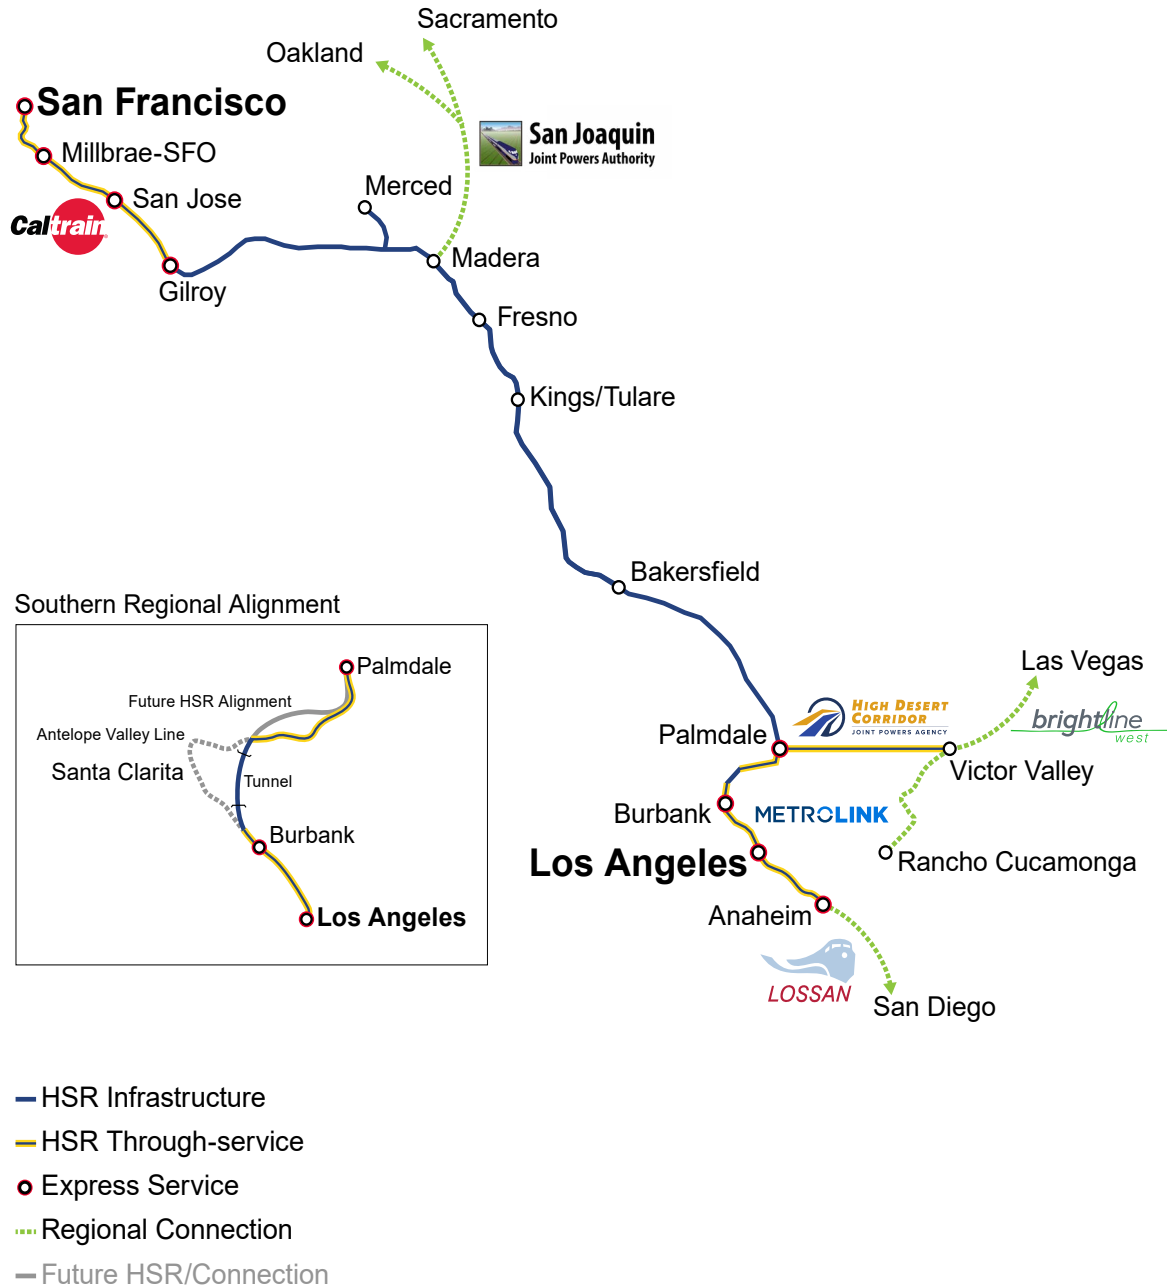 Sacramento
Oakland
San Francisco
San Joaquin
Joint Powers Authority
Millbrae-SFO
Merced
San Jose
Caltrain
Madera
Gilroy
Fresno
Kings/Tulare
Bakersfield
Southern Regional Alignment
Palmdale
Future HSR Alignment
Antelope Valley Line
Santa Clarita
Tunnel
Burbank
Los Angeles
Las Vegas
HIGH DESERT
CORRIDOR
JOINT POWERS AGENCY
brightline
west
Palmdale
Victor Valley
Burbank
METROLINK
Los Angeles
Rancho Cucamonga
Anaheim
LOSSAN
San Diego
HSR Infrastructure
HSR Through-service
Express Service
Regional Connection
Future HSR/Connection